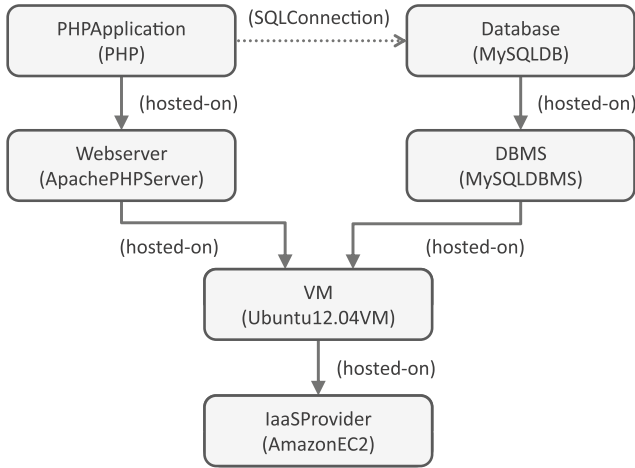 PHPApplication
(PHP)
(SQLConnection)
Database
(MySQLDB)
(hosted-on)
(hosted-on)
Webserver
(ApachePHPServer)
DBMS
(MySQLDBMS)
(hosted-on)
(hosted-on)
VM
(Ubuntu12.04VM)
(hosted-on)
IaaSProvider
(AmazonEC2)